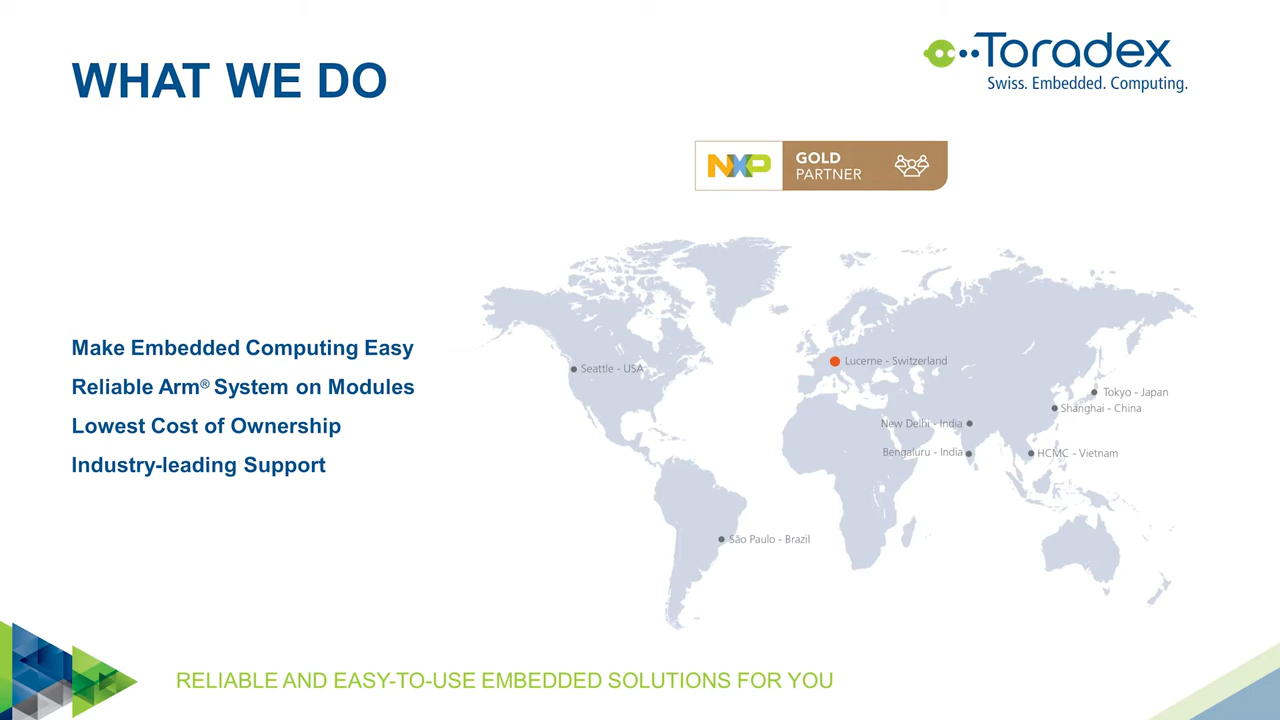 WHAT WE DO
Toradex
Swiss. Embedded. Computing.
NXP
GOLD
PARTNER
Make Embedded Computing Easy
Reliable Arm® System on Modules
Lowest Cost of Ownership
Industry-leading Support
Seattle - USA
Lucerne - Switzerland
Tokyo - Japan
Shanghai - China
New Delhi - India
Bengaluru - India
HCMC - Vietnam
São Paulo - Brazil
RELIABLE AND EASY-TO-USE EMBEDDED SOLUTIONS FOR YOU